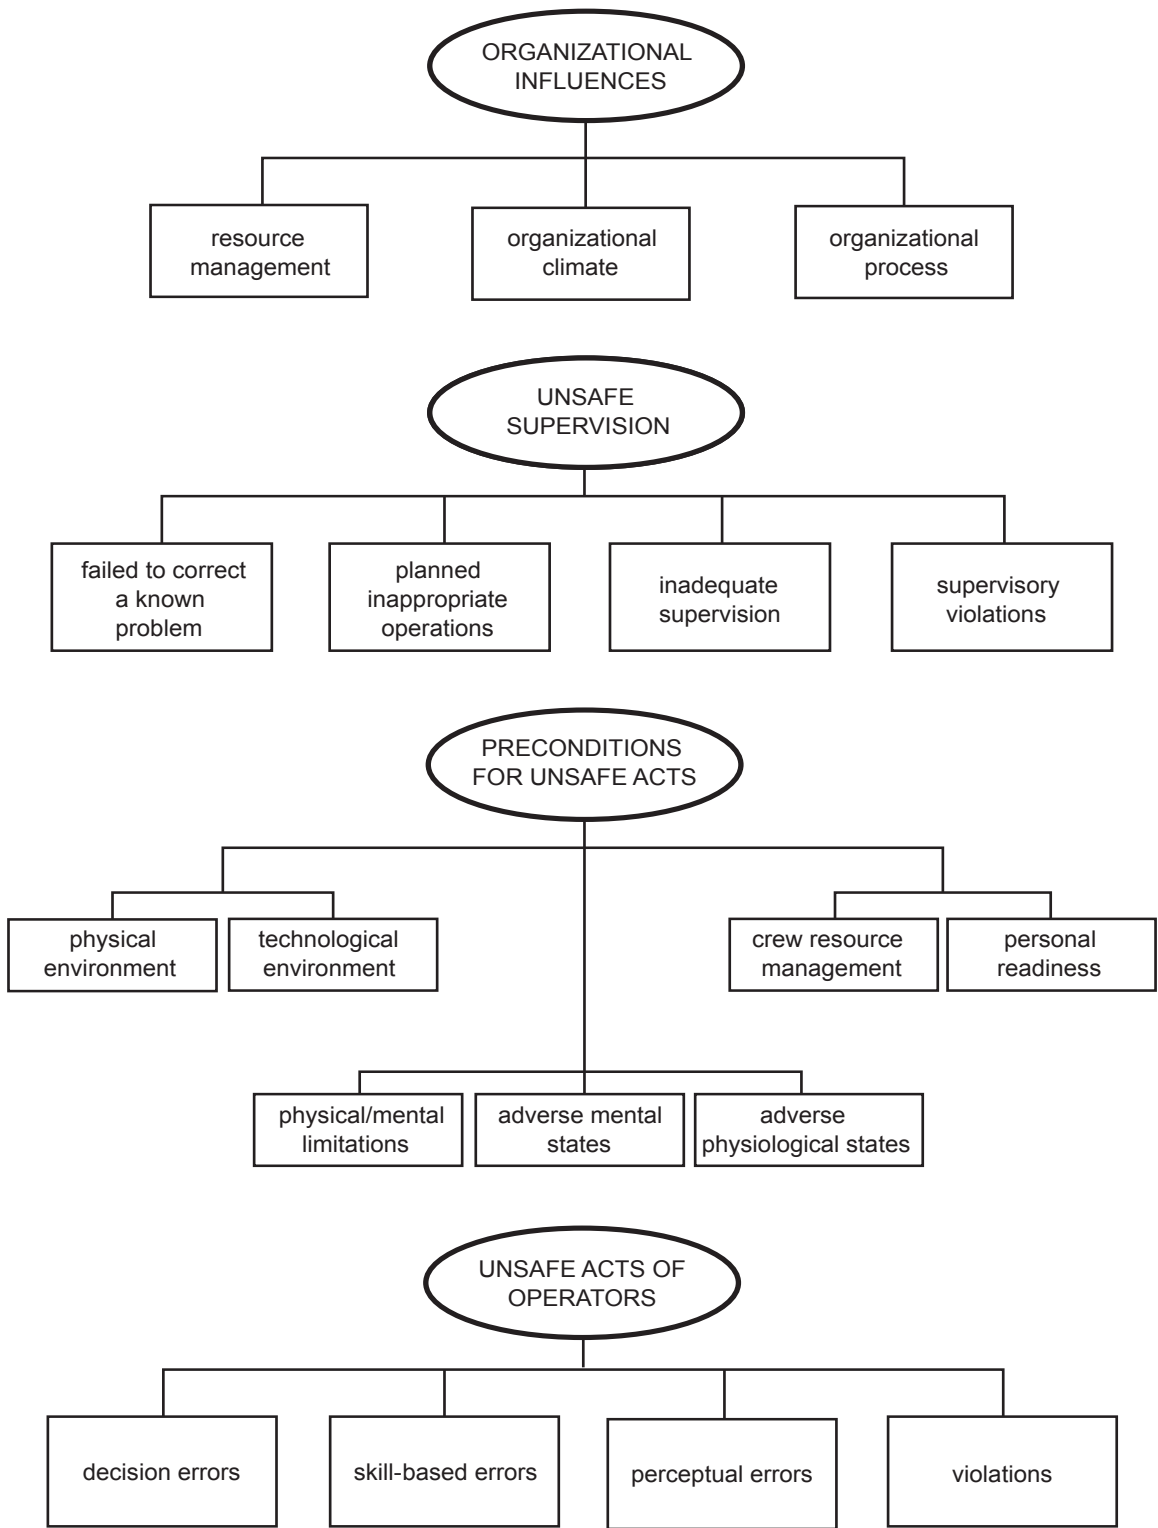 ORGANIZATIONAL
INFLUENCES
resource
management
organizational
climate
organizational
process
UNSAFE
SUPERVISION
failed to correct
a known
problem
planned
inappropriate
operations
inadequate
supervision
supervisory
violations
PRECONDITIONS
FOR UNSAFE ACTS
physical
environment
technological
environment
crew resource
management
personal
readiness
physical/mental
limitations
adverse mental
states
adverse
physiological states
UNSAFE ACTS OF
OPERATORS
decision errors
skill-based errors
perceptual errors
violations